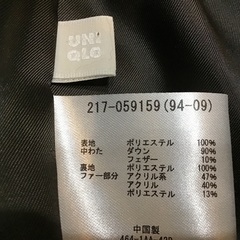 UNI
QLO
217-059159(94-09)
表地 ポリエステル 100%
中わた ダウン 90%
フェザー 10%
裏地 ポリエステル 100%
ファー部分 アクリル系 47%
アクリル 40%
ポリエステル 13%
中国製